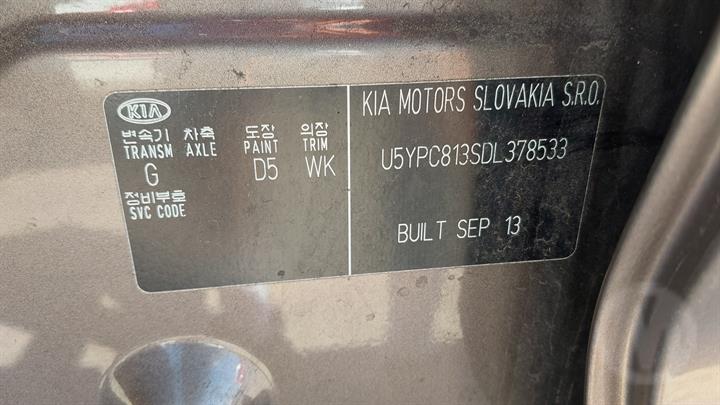 KIA
변속기 차축 도장 의장
TRANSM AXLE PAINT TRIM
G D5 WK
정비부호
SVC CODE
KIA MOTORS SLOVAKIA S.R.O.
U5YPC813SDL378533
BUILT SEP 13